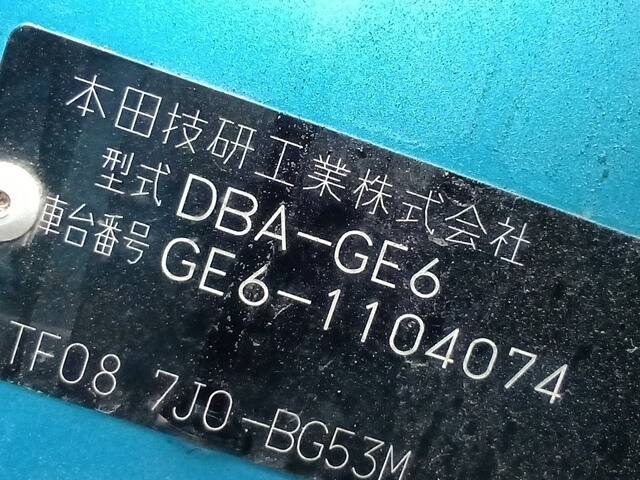 本田技研工業株式会社
型式 DBA-GE6
車台番号 GE6-1104074
TF08 7J0-BG53M